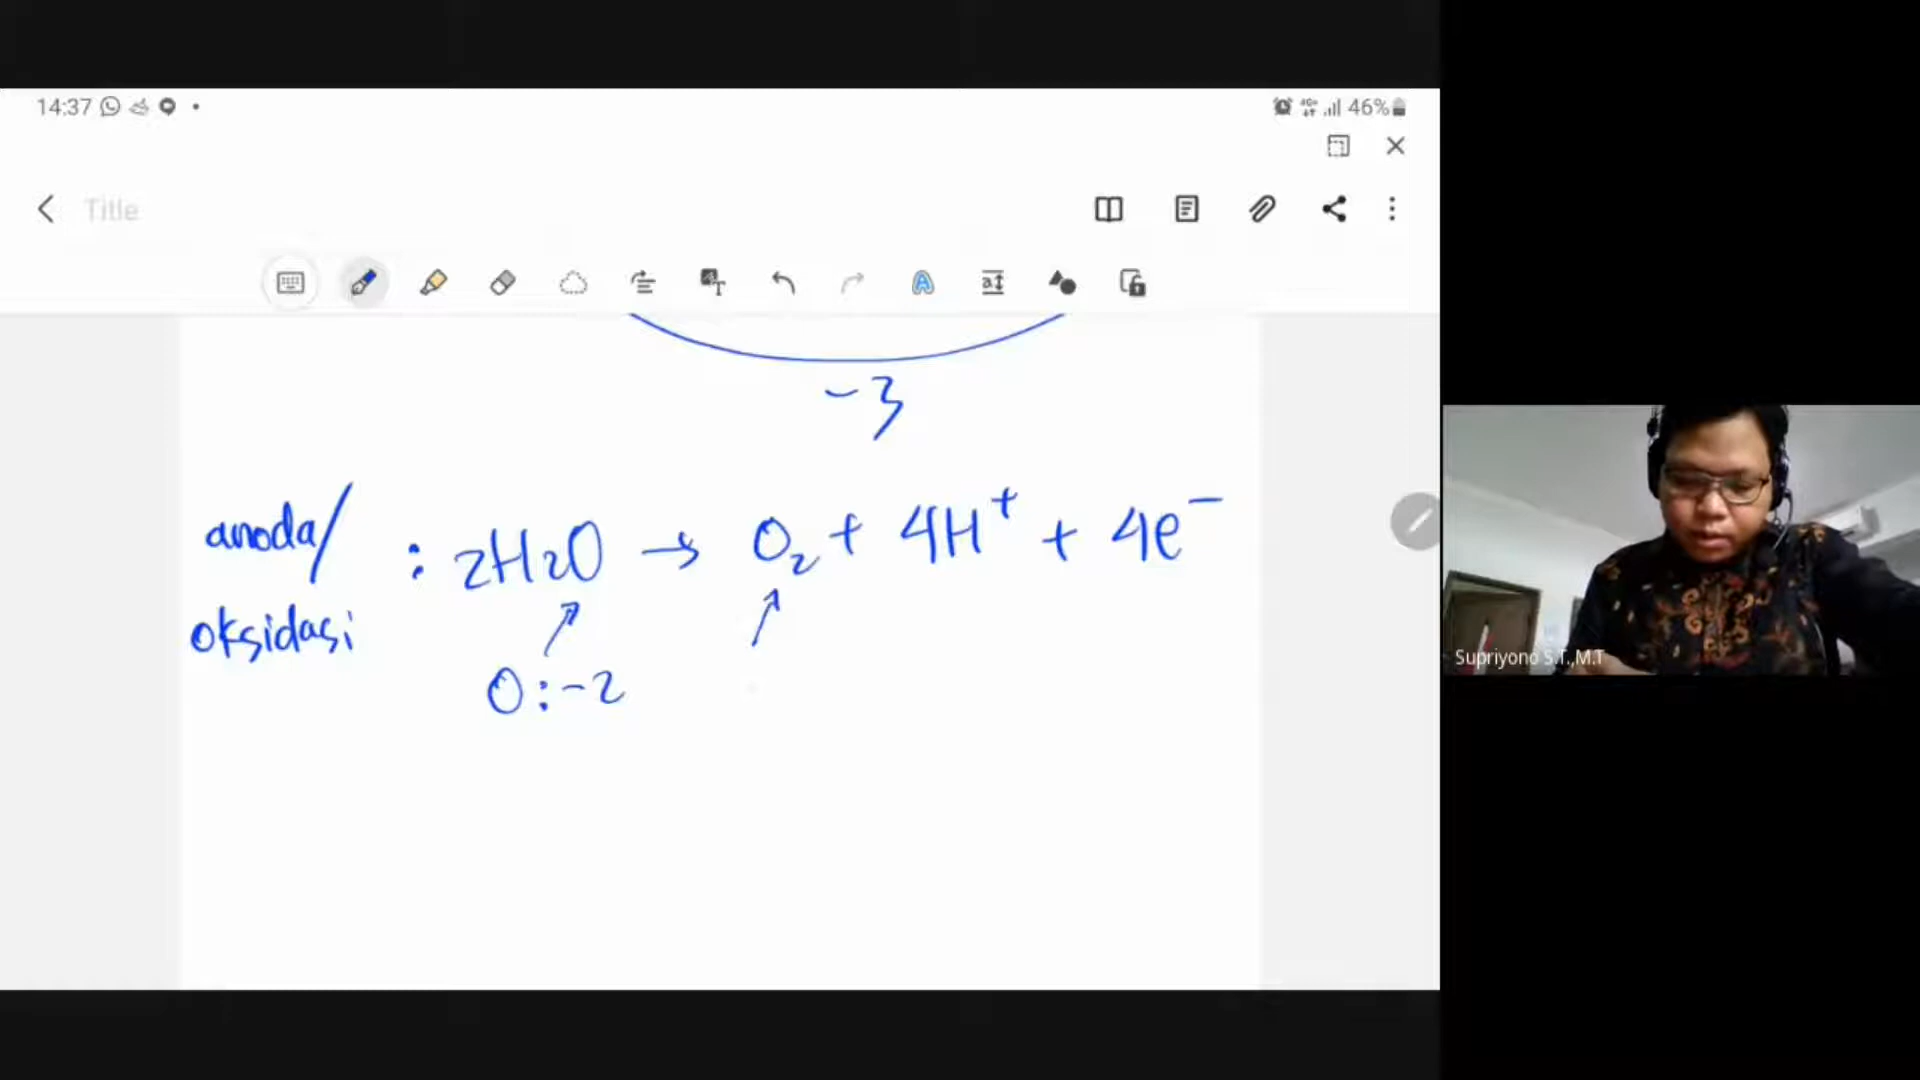 14:37 46%
Title
-3
anoda/
oksidasi
: 2H2O → O₂ + 4H⁺ + 4e⁻
O:-2
Supriyono S.T.,M.T